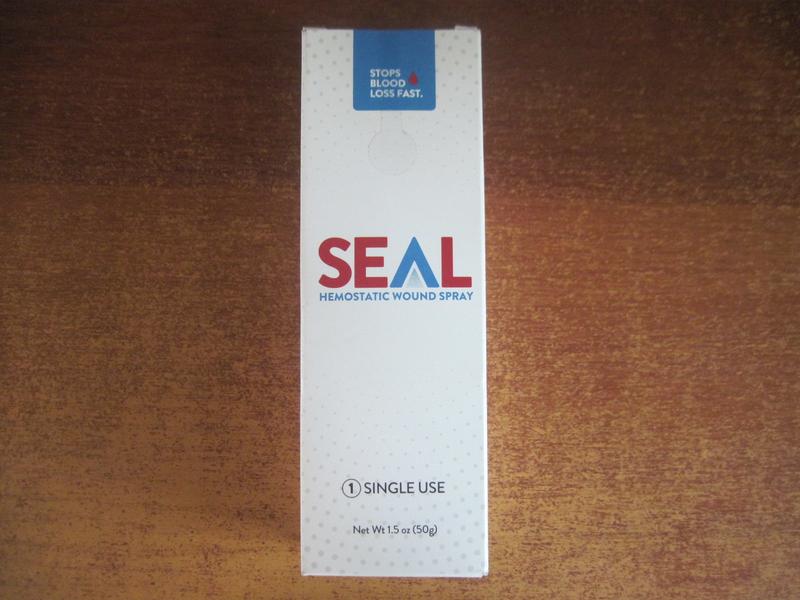 STOPS
BLOOD
LOSS FAST.
SEAL
HEMOSTATIC WOUND SPRAY
1 SINGLE USE
Net Wt 1.5 oz (50g)